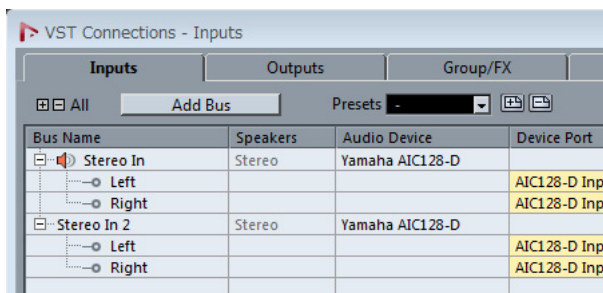 VST Connections - Inputs
Inputs Outputs Group/FX
All Add Bus Presets -
Bus Name Speakers Audio Device Device Port
Stereo In Stereo Yamaha AIC128-D
Left AIC128-D Inp
Right AIC128-D Inp
Stereo In 2 Stereo Yamaha AIC128-D
Left AIC128-D Inp
Right AIC128-D Inp